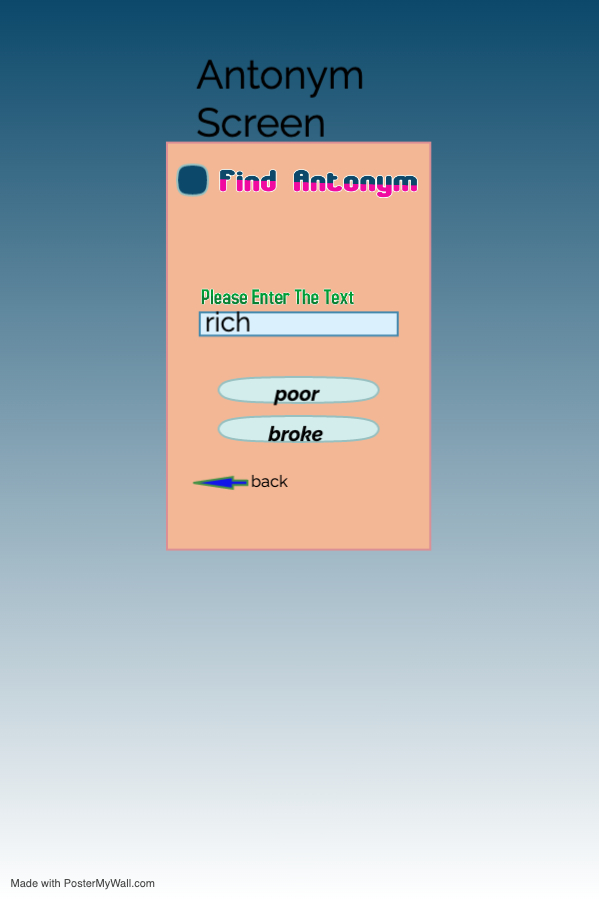 Antonym
Screen
Find Antonym
Please Enter The Text
rich
poor
broke
back
Made with PosterMyWall.com